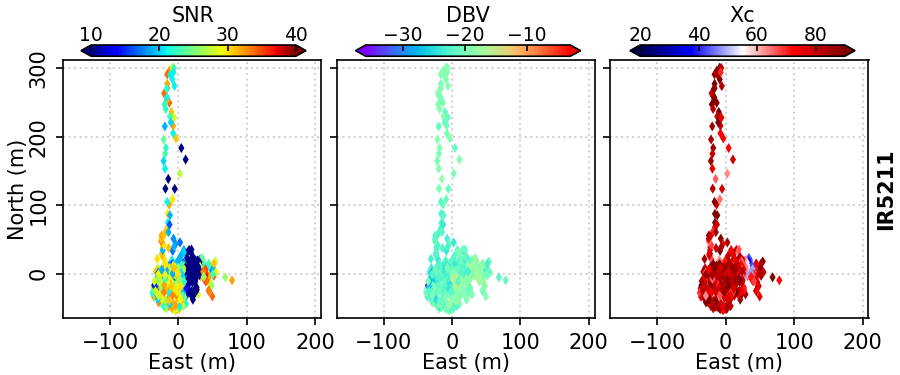 SNR DBV Xc
10 20 30 40 −30 −20 −10 20 40 60 80
300
200
100
0
North (m)
IR5211
−100 0 100 200 −100 0 100 200 −100 0 100 200
East (m) East (m) East (m)